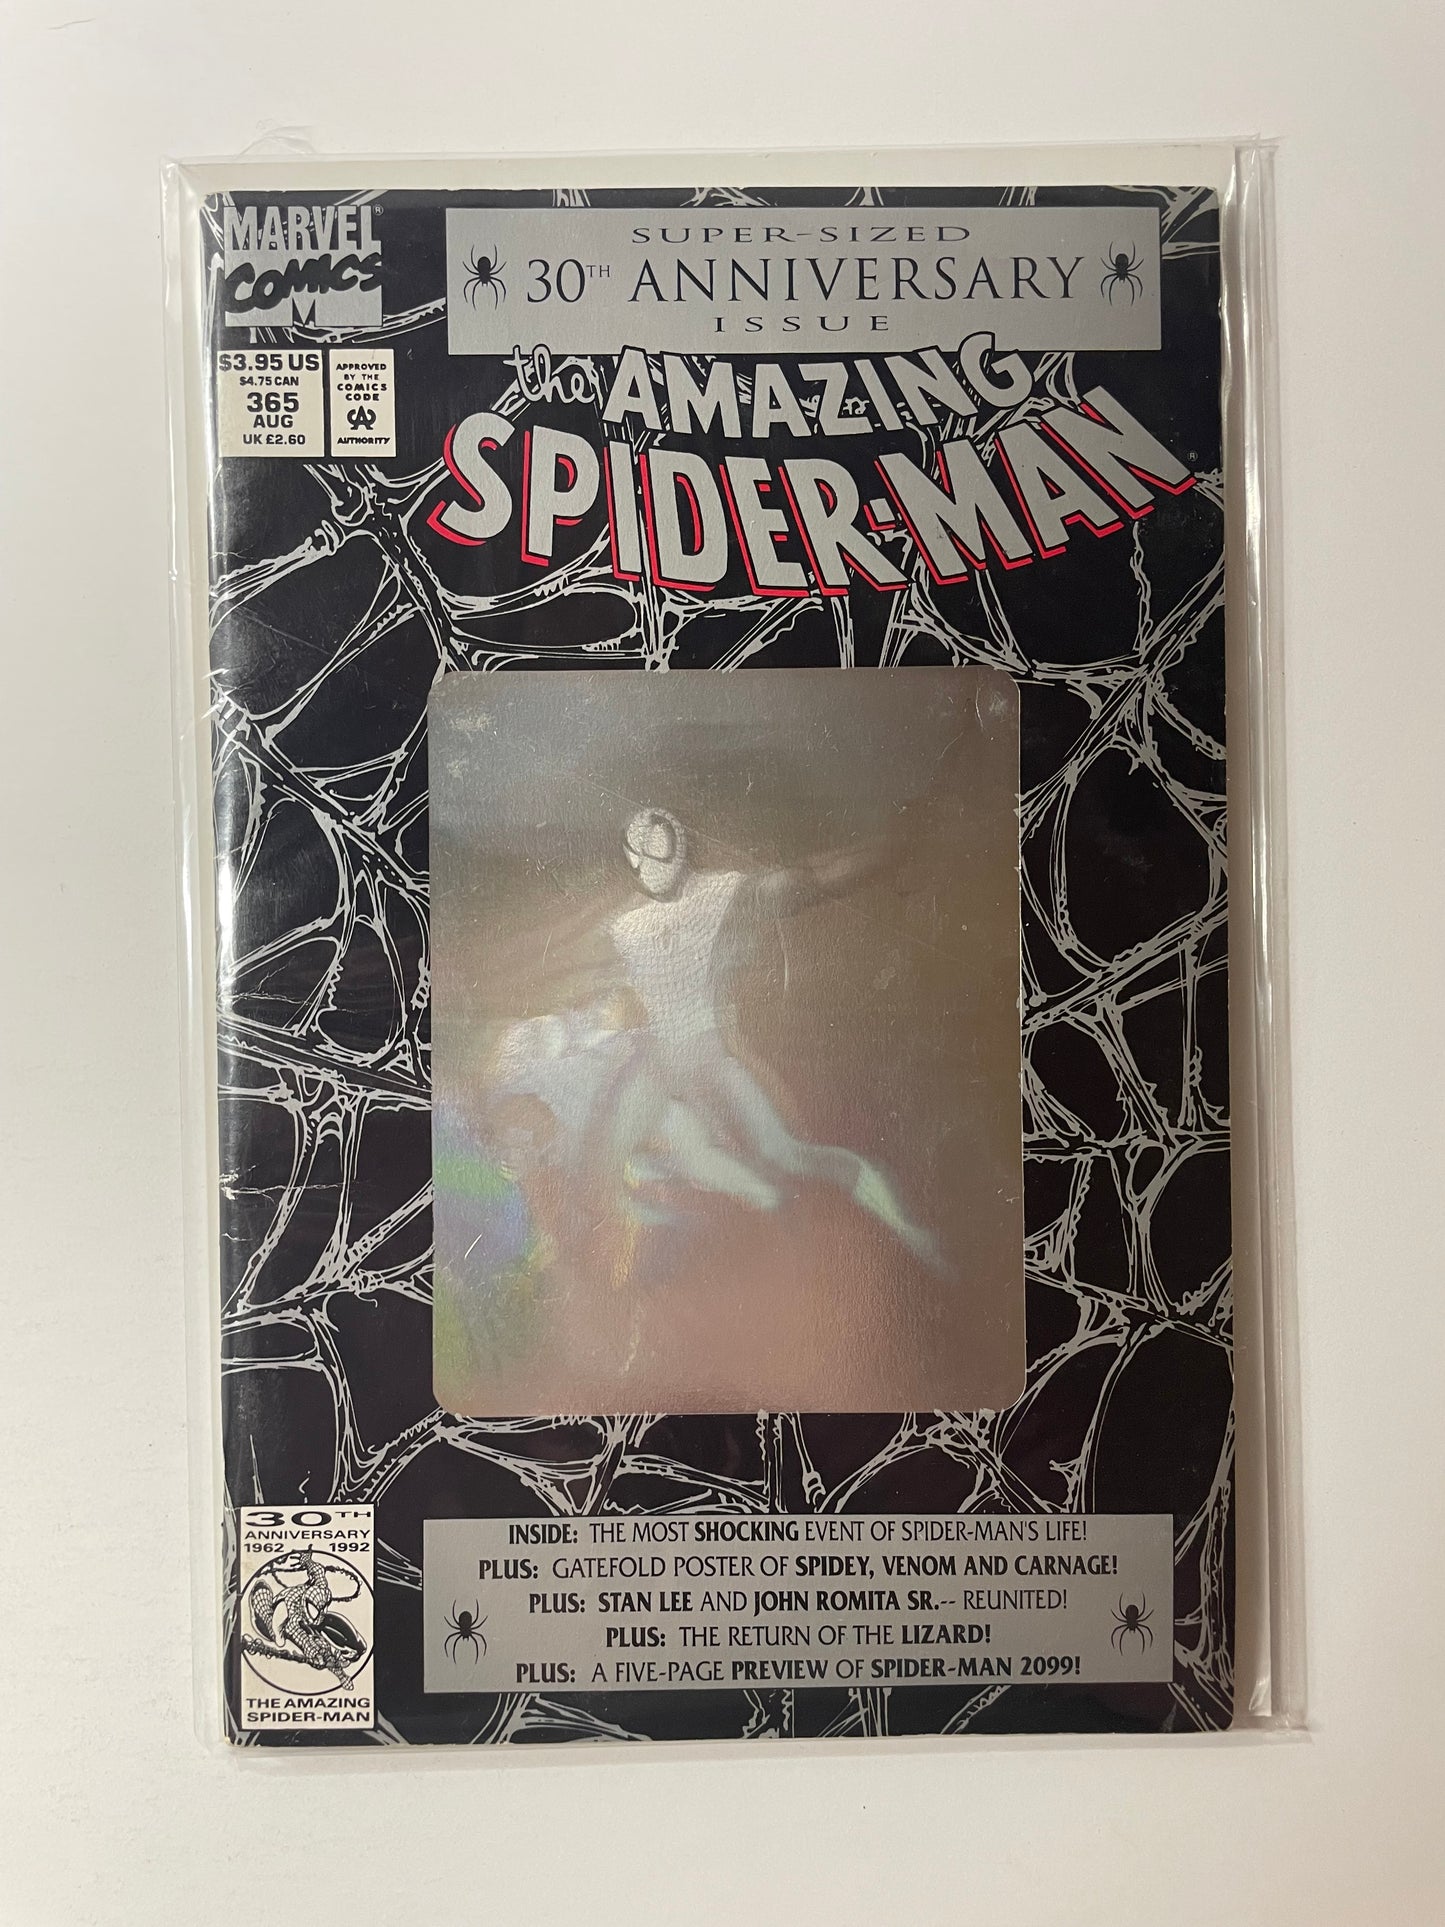 MARVEL®
COMICS
M
$3.95 US
$4.75 CAN
365
AUG
UK £2.60
APPROVED
BY THE
COMICS
CODE
CA
AUTHORITY
SUPER-SIZED
30TH ANNIVERSARY
ISSUE
the AMAZING
SPIDER-MAN®
INSIDE: THE MOST SHOCKING EVENT OF SPIDER-MAN'S LIFE!
PLUS: GATEFOLD POSTER OF SPIDEY, VENOM AND CARNAGE!
PLUS: STAN LEE AND JOHN ROMITA SR.-- REUNITED!
PLUS: THE RETURN OF THE LIZARD!
PLUS: A FIVE-PAGE PREVIEW OF SPIDER-MAN 2099!
30TH
ANNIVERSARY
1962 1992
THE AMAZING
SPIDER-MAN